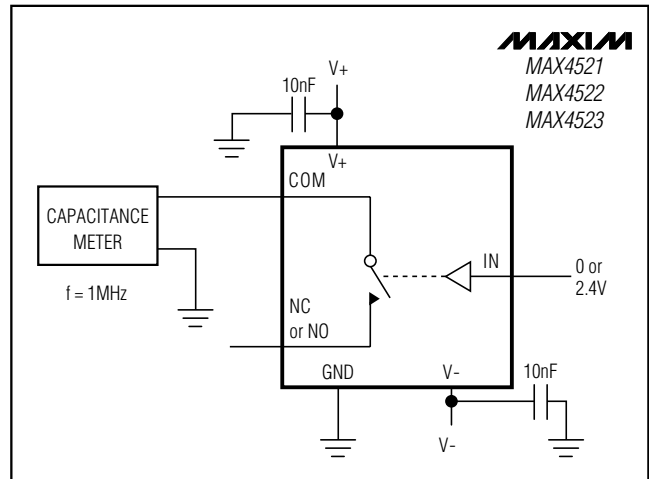 MAXIM
MAX4521
MAX4522
MAX4523
10nF
V+
V+
COM
CAPACITANCE
METER
f = 1MHz
IN
0 or
2.4V
NC
or NO
GND
V-
10nF
V-